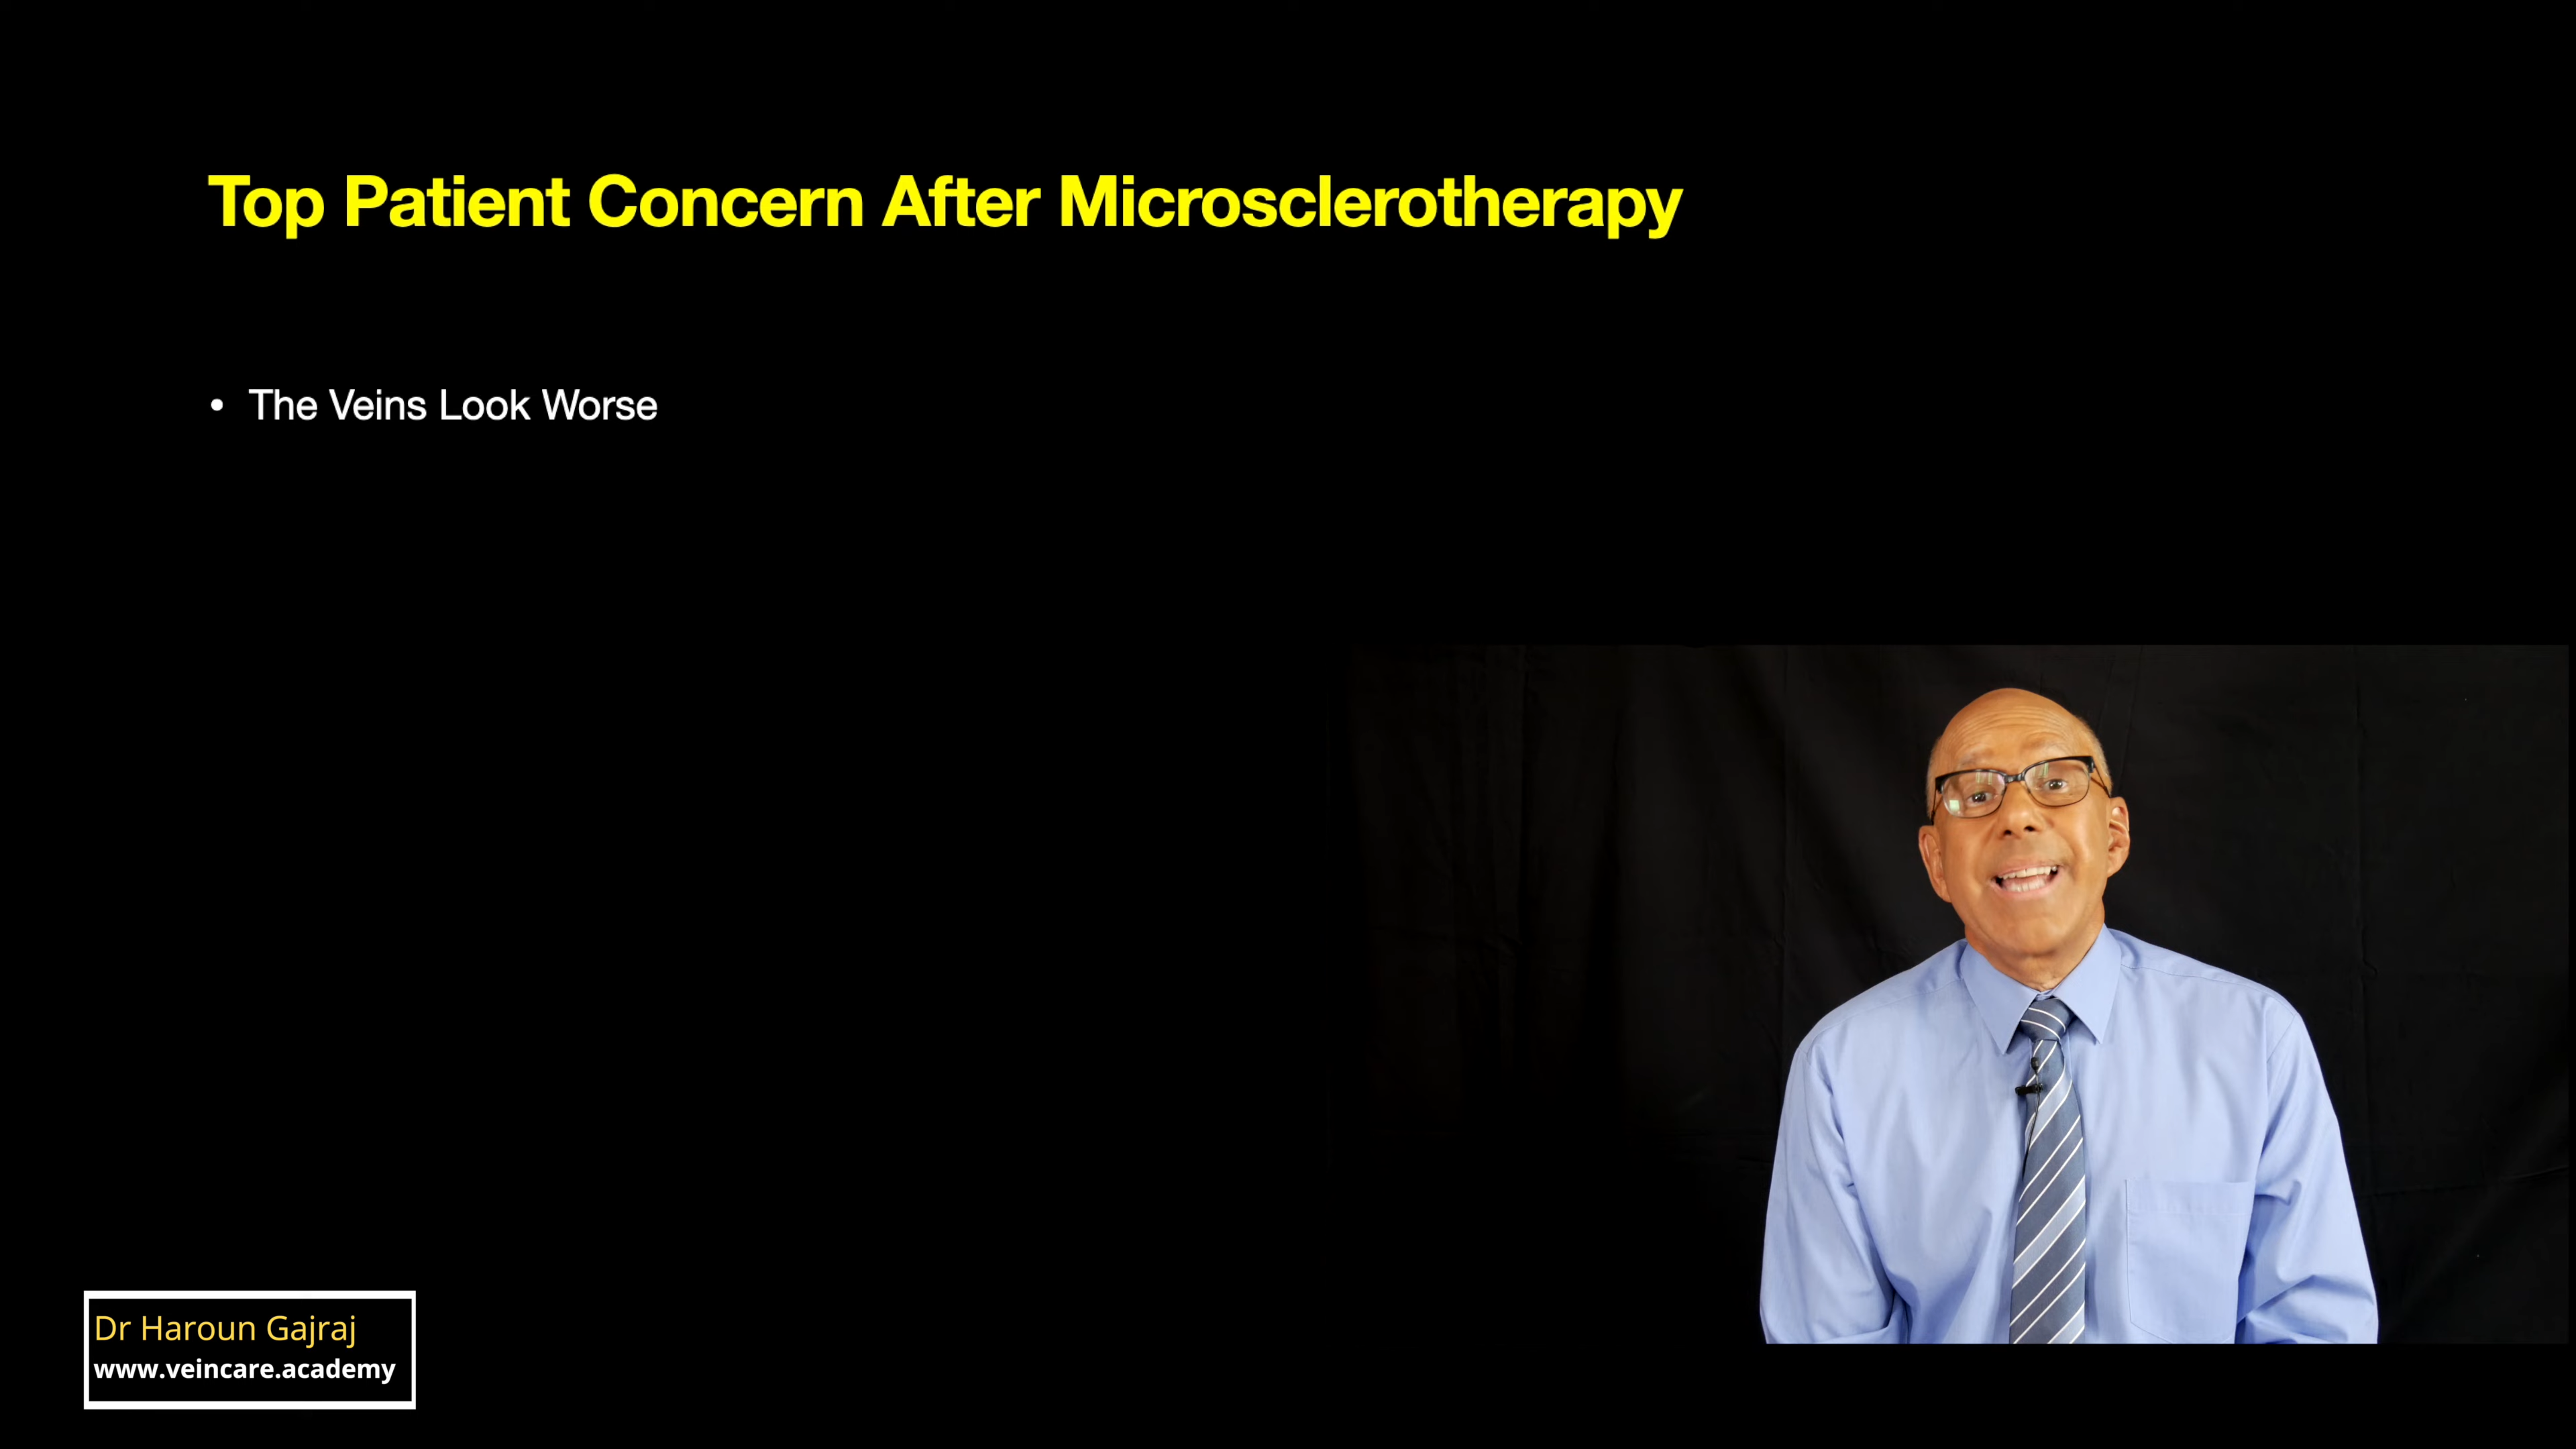 Top Patient Concern After Microsclerotherapy
• The Veins Look Worse
Dr Haroun Gajraj
www.veincare.academy